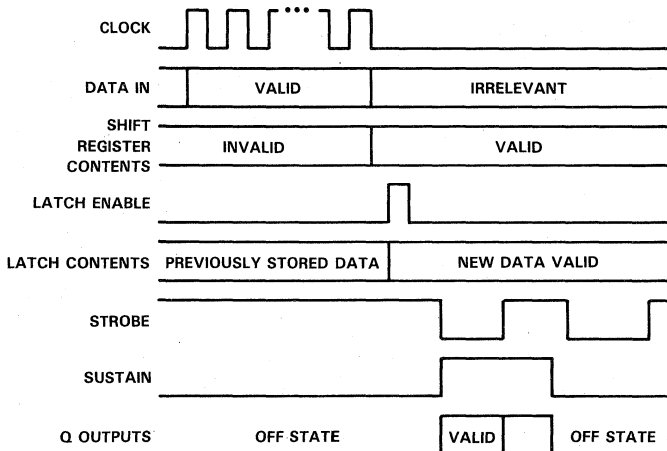 CLOCK
DATA IN VALID IRRELEVANT
SHIFT
REGISTER INVALID VALID
CONTENTS
LATCH ENABLE
LATCH CONTENTS PREVIOUSLY STORED DATA NEW DATA VALID
STROBE
SUSTAIN
Q OUTPUTS OFF STATE VALID OFF STATE